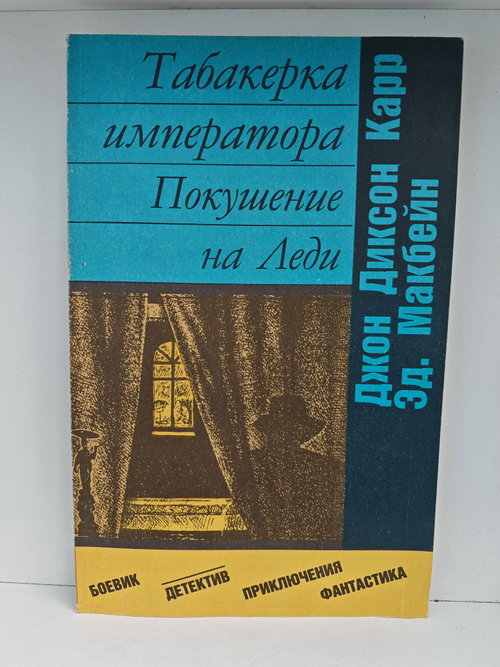 Табакерка
императора
Покушение
на Леди
Джон Диксон Карр
Эд. Макбейн
БОЕВИК
ДЕТЕКТИВ
ПРИКЛЮЧЕНИЯ
ФАНТАСТИКА